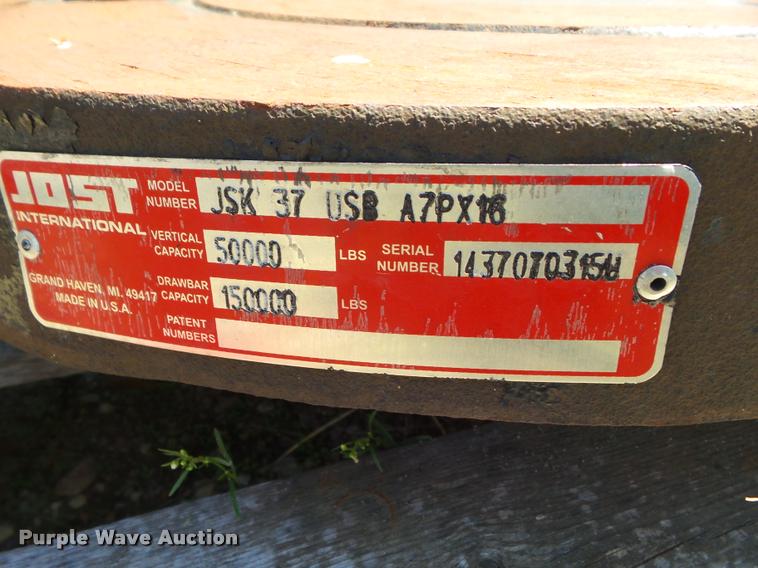 JOST
INTERNATIONAL
GRAND HAVEN, MI. 49417
MADE IN U.S.A.
MODEL NUMBER JSK 37 USB A7PX16
VERTICAL CAPACITY 50000 LBS
SERIAL NUMBER
DRAWBAR CAPACITY 150000 LBS
PATENT NUMBERS
Purple Wave Auction